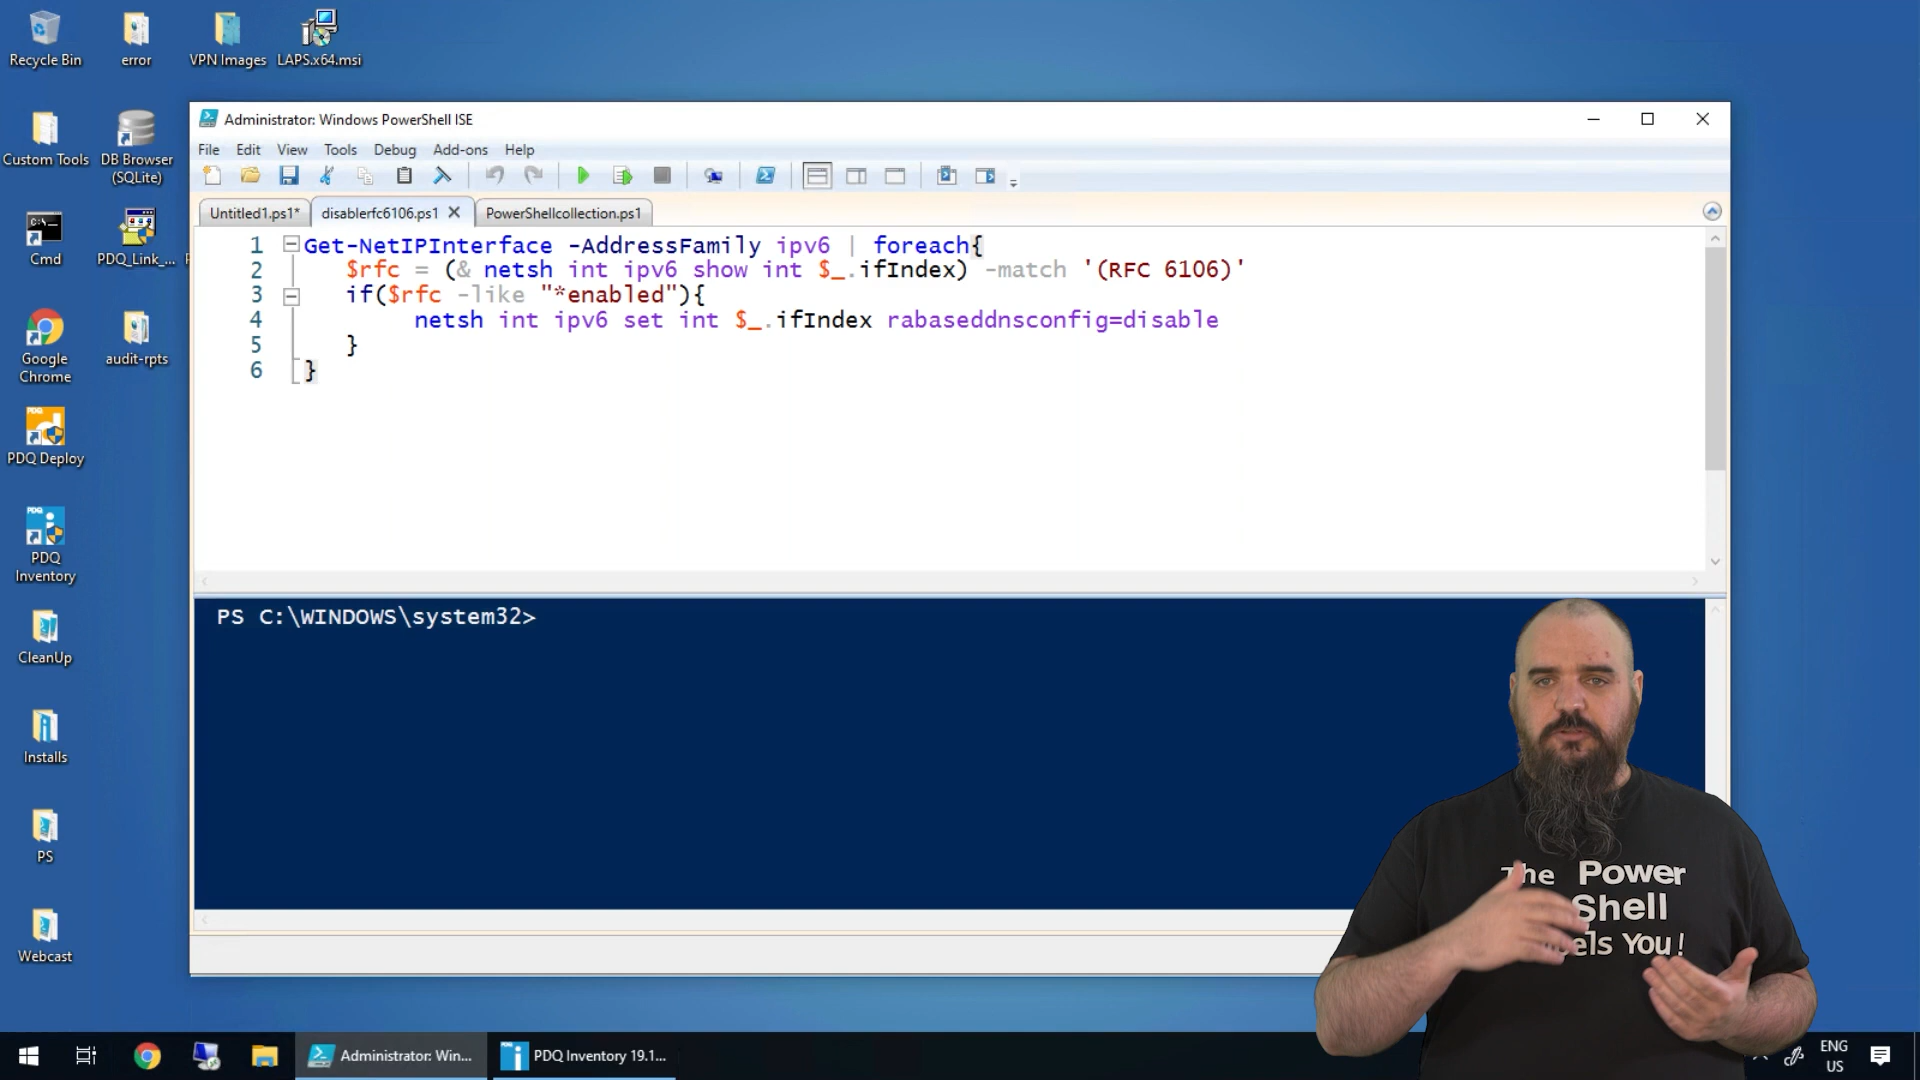 Recycle Bin
error
VPN Images
LAPS.x64.msi
Custom Tools
DB Browser
(SQLite)
Cmd
PDQ_Link_...
Google
Chrome
audit-rpts
PDQ
PDQ Deploy
PDQ
PDQ
Inventory
CleanUp
Installs
PS
Webcast
Administrator: Windows PowerShell ISE
File Edit View Tools Debug Add-ons Help
Untitled1.ps1* disablerfc6106.ps1 PowerShellcollection.ps1
1 Get-NetIPInterface -AddressFamily ipv6 | foreach{
2 $rfc = (& netsh int ipv6 show int $_.ifIndex) -match '(RFC 6106)'
3 if($rfc -like "*enabled"){
4 netsh int ipv6 set int $_.ifIndex rabaseddnsconfig=disable
5 }
6 }
PS C:\WINDOWS\system32>
The Power
Shell
You!
Administrator: Win...
PDQ Inventory 19.1...
ENG
US